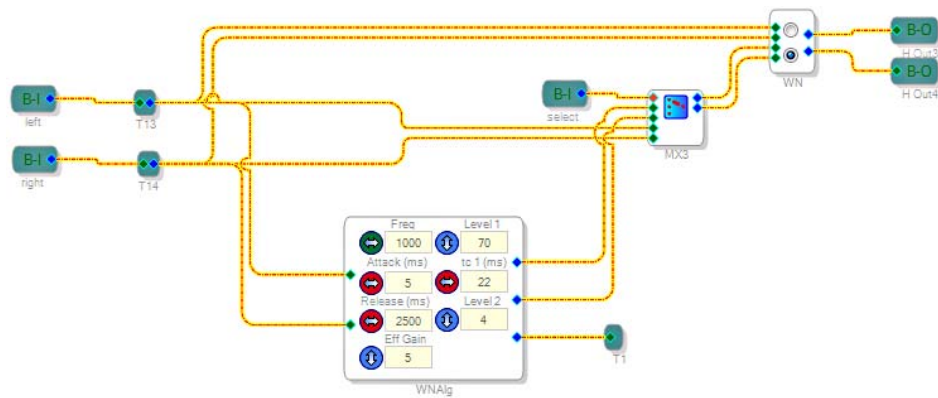 B-O
H Out3
WN
B-O
H Out4
B-I
left
T13
B-I
select
MX3
B-I
right
T14
Freq Level 1
1000 70
Attack (ms) tc 1 (ms)
5 22
Release (ms) Level 2
2500 4
Eff Gain
5
WNAlg
T1